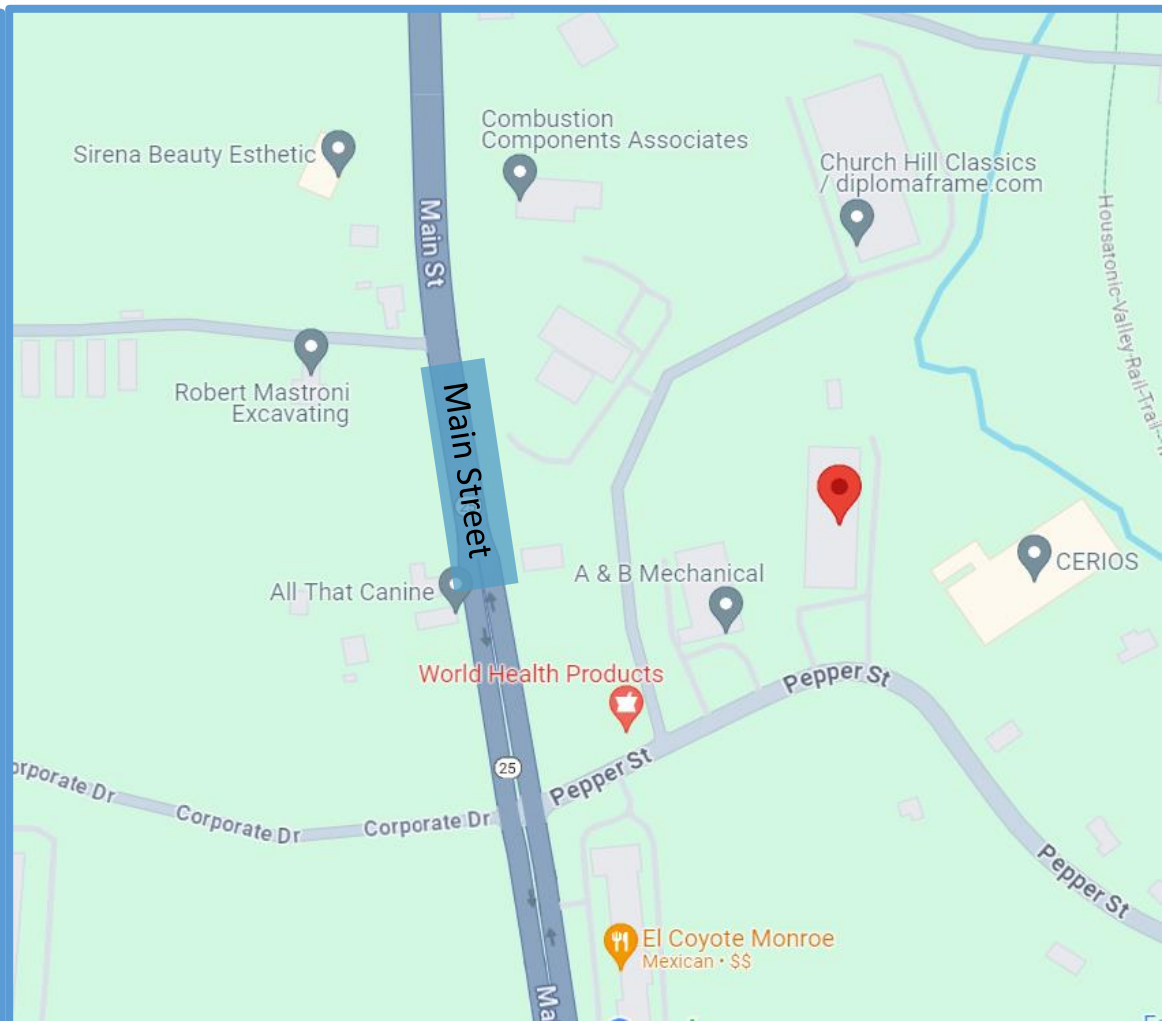 Combustion
Components Associates
Sirena Beauty Esthetic
Church Hill Classics
/ diplomaframe.com
Main St
Housatonic-Valley-Rail-Trail
Robert Mastroni
Excavating
Main Street
All That Canine
A & B Mechanical
CERIOS
World Health Products
Pepper St
25
Pepper St
orporate Dr
Corporate Dr
Corporate Dr
Pepper St
El Coyote Monroe
Mexican • $$
Ma